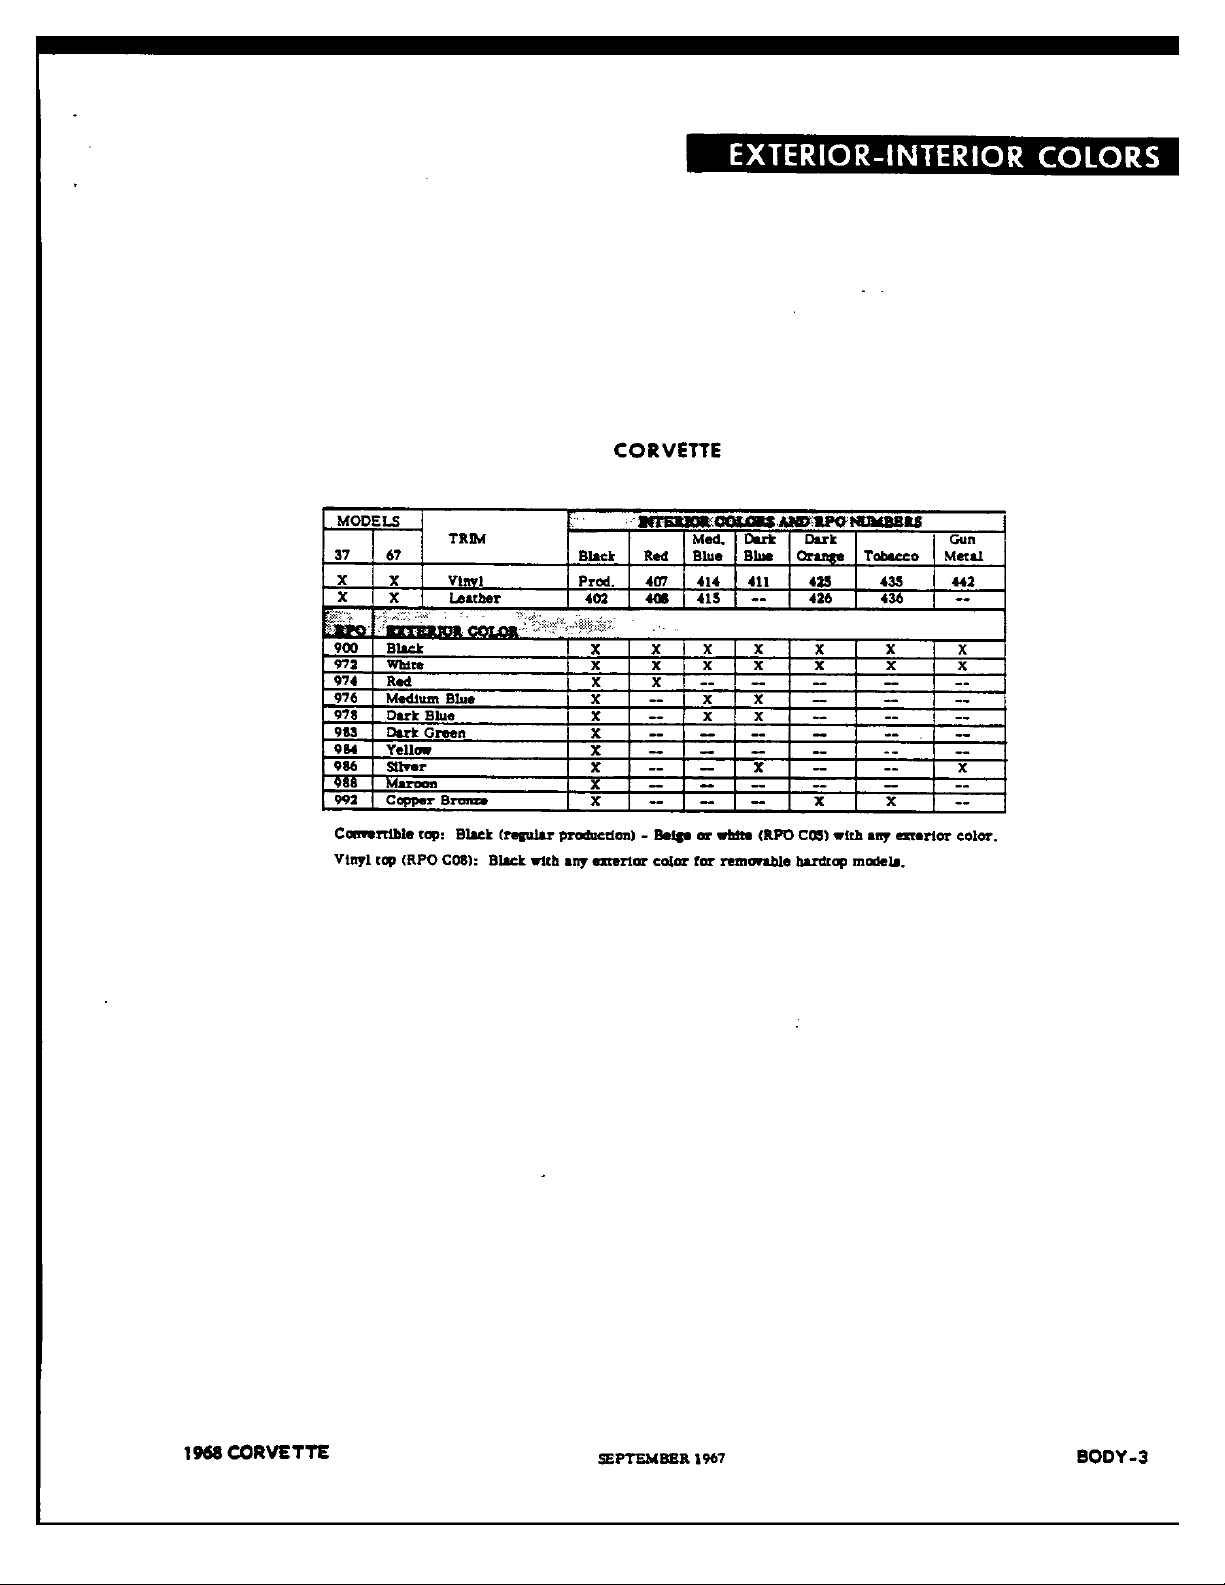 EXTERIOR-INTERIOR COLORS
CORVETTE
MODELS TRIM INTERIOR COLORS AND RPO NUMBERS
37 67 Black Red Med. Blue Dark Blue Dark Orange Tobacco Gun Metal
X X Vinyl Prod. 407 414 411 425 435 442
X X Leather 402 408 415 -- 426 436 --
RPO EXTERIOR COLOR
900 Black X X X X X X X
972 White X X X X X X X
974 Red X X -- -- -- -- --
976 Medium Blue X -- X X -- -- --
978 Dark Blue X -- X X -- -- --
983 Dark Green X -- -- -- -- -- --
984 Yellow X -- -- -- -- -- --
986 Silver X -- -- X -- -- X
988 Maroon X -- -- -- -- -- --
992 Copper Bronze X -- -- -- X X --
Convertible top: Black (regular production) - Beige or white (RPO C05) with any exterior color.
Vinyl top (RPO C08): Black with any exterior color for removable hardtop models.
1968 CORVETTE SEPTEMBER 1967 BODY-3